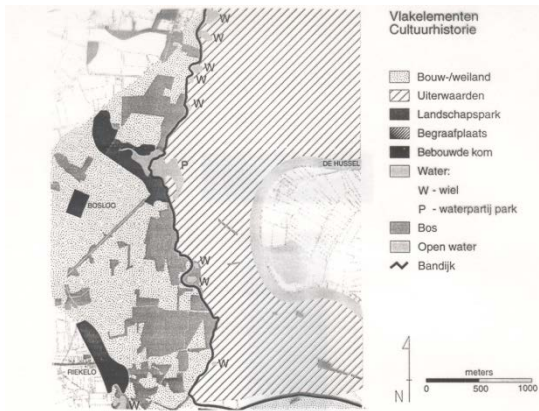 Vlakelementen
Cultuurhistorie
Bouw-/weiland
Uiterwaarden
Landschapspark
Begraafplaats
Bebouwde kom
Water:
W - wiel
P - waterpartij park
Bos
Open water
Bandijk
W
W
W
W
W
P
DE HUSSEL
BOSLOO
W
W
W
RIEKELO
W
N
meters
0 500 1000